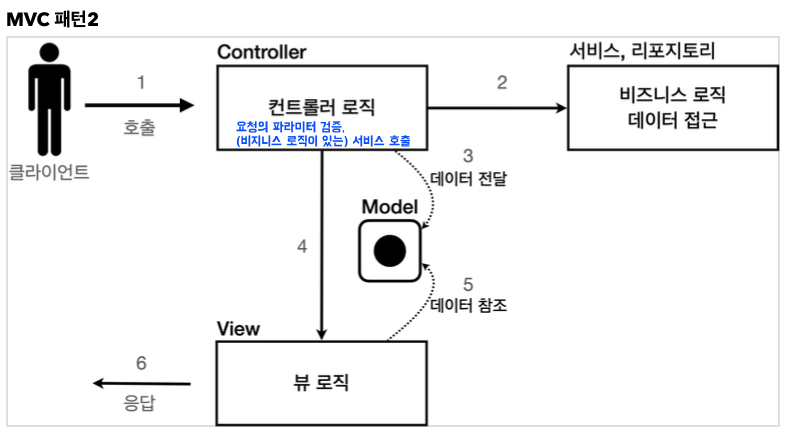 MVC 패턴2
Controller
서비스, 리포지토리
1
호출
컨트롤러 로직
요청의 파라미터 검증,
(비지니스 로직이 있는) 서비스 호출
2
비즈니스 로직
데이터 접근
클라이언트
3
데이터 전달
Model
4
5
데이터 참조
View
6
응답
뷰 로직